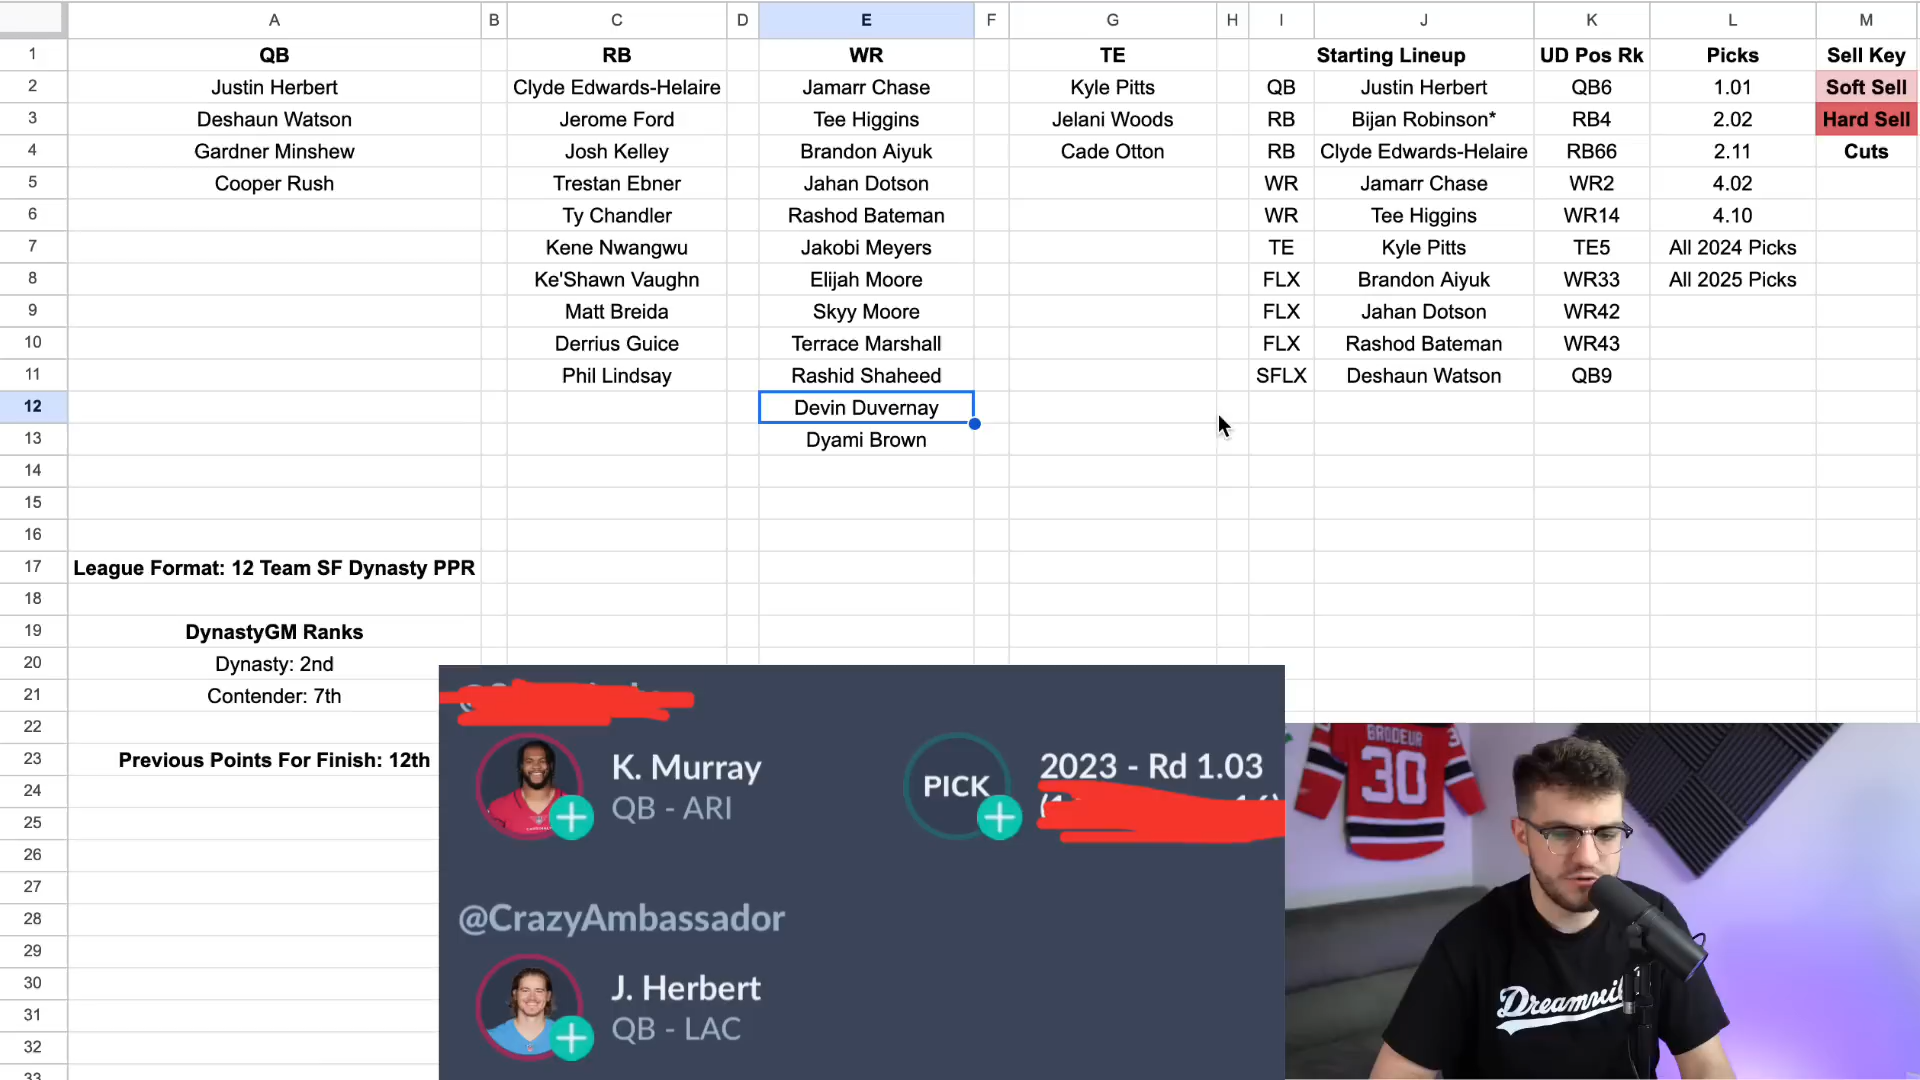 A B C D E F G H I J K L M
1 QB RB WR TE Starting Lineup UD Pos Rk Picks Sell Key
2 Justin Herbert Clyde Edwards-Helaire Jamarr Chase Kyle Pitts QB Justin Herbert QB6 1.01 Soft Sell
3 Deshaun Watson Jerome Ford Tee Higgins Jelani Woods RB Bijan Robinson* RB4 2.02 Hard Sell
4 Gardner Minshew Josh Kelley Brandon Aiyuk Cade Otton RB Clyde Edwards-Helaire RB66 2.11 Cuts
5 Cooper Rush Trestan Ebner Jahan Dotson WR Jamarr Chase WR2 4.02
6 Ty Chandler Rashod Bateman WR Tee Higgins WR14 4.10
7 Kene Nwangwu Jakobi Meyers TE Kyle Pitts TE5 All 2024 Picks
8 Ke'Shawn Vaughn Elijah Moore FLX Brandon Aiyuk WR33 All 2025 Picks
9 Matt Breida Skyy Moore FLX Jahan Dotson WR42
10 Derrius Guice Terrace Marshall FLX Rashod Bateman WR43
11 Phil Lindsay Rashid Shaheed SFLX Deshaun Watson QB9
12 Devin Duvernay
13 Dyami Brown
14
15
16
17 League Format: 12 Team SF Dynasty PPR
18
19 DynastyGM Ranks
20 Dynasty: 2nd
21 Contender: 7th
22
23 Previous Points For Finish: 12th
24
25
26
27
28
29
30
31
32
33
K. Murray
QB - ARI
PICK
2023 - Rd 1.03
@CrazyAmbassador
J. Herbert
QB - LAC
BRODEUR
30